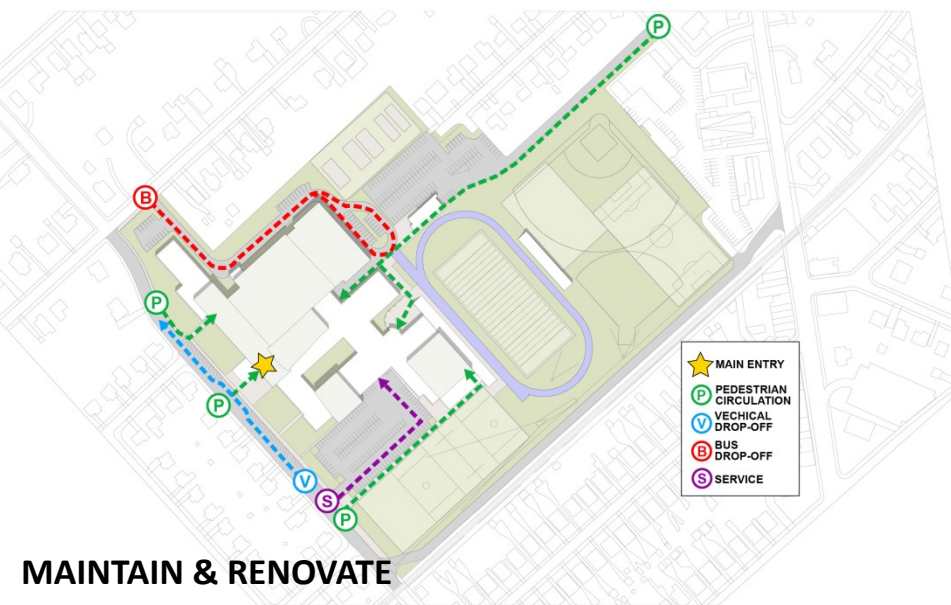 P
B
P
P
V
S
P
MAIN ENTRY
P PEDESTRIAN
CIRCULATION
V VECHICAL
DROP-OFF
B BUS
DROP-OFF
S SERVICE
MAINTAIN & RENOVATE